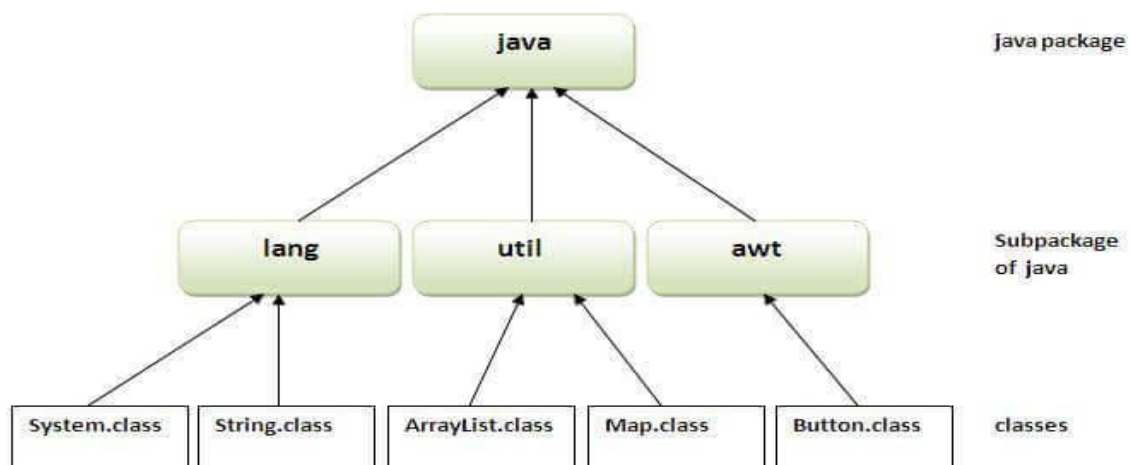 java
java package
lang
util
awt
Subpackage
of java
System.class
String.class
ArrayList.class
Map.class
Button.class
classes